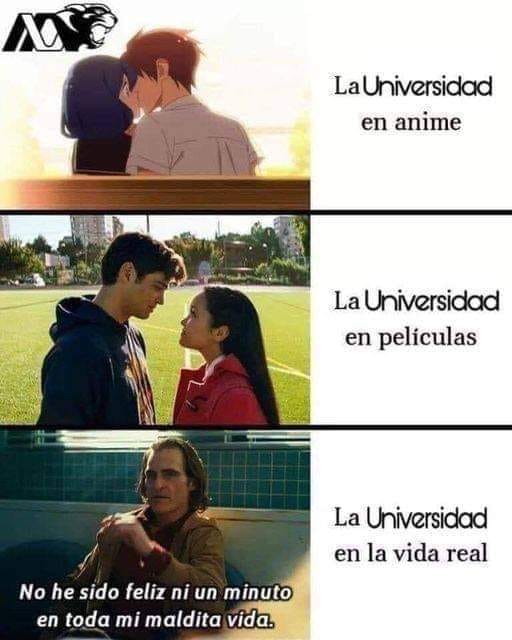 La Universidad
en anime
La Universidad
en películas
La Universidad
en la vida real
No he sido feliz ni un minuto
en toda mi maldita vida.